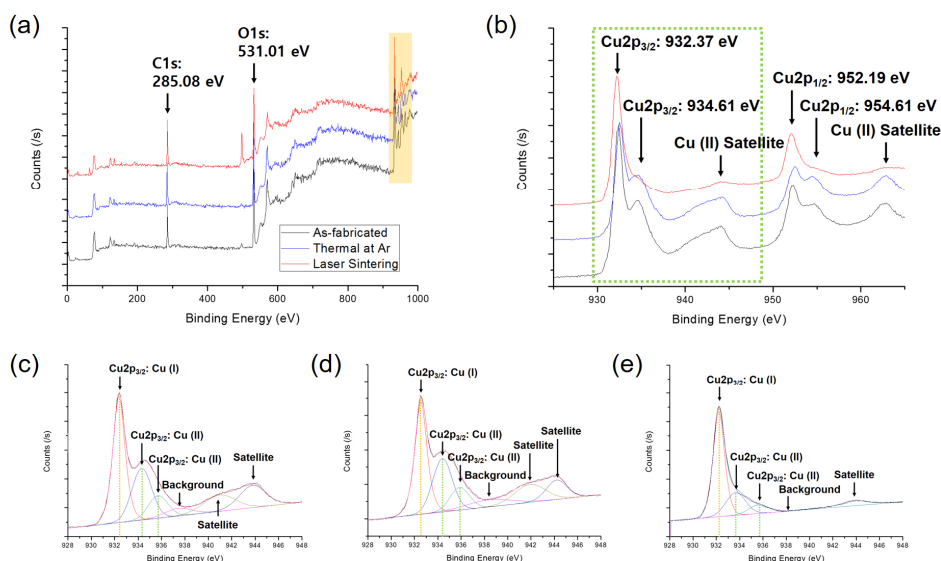 (a)
O1s:
531.01 eV
C1s:
285.08 eV
Counts (/s)
As-fabricated
Thermal at Ar
Laser Sintering
0 200 400 600 800 1000
Binding Energy (eV)
(b)
Cu2p3/2: 932.37 eV
Cu2p1/2: 952.19 eV
Cu2p3/2: 934.61 eV
Cu2p1/2: 954.61 eV
Cu (II) Satellite
Cu (II) Satellite
Counts (/s)
930 940 950 960
Binding Energy (eV)
(c)
Cu2p3/2: Cu (I)
Cu2p3/2: Cu (II)
Cu2p3/2: Cu (II)
Satellite
Background
Satellite
Counts (/s)
928 930 932 934 936 938 940 942 944 946 948
Binding Energy (eV)
(d)
Cu2p3/2: Cu (I)
Cu2p3/2: Cu (II)
Satellite
Satellite
Cu2p3/2: Cu (II)
Background
Counts (/s)
928 930 932 934 936 938 940 942 944 946 948
Binding Energy (eV)
(e)
Cu2p3/2: Cu (I)
Cu2p3/2: Cu (II)
Cu2p3/2: Cu (II)
Satellite
Background
Counts (/s)
928 930 932 934 936 938 940 942 944 946 948
Binding Energy (eV)